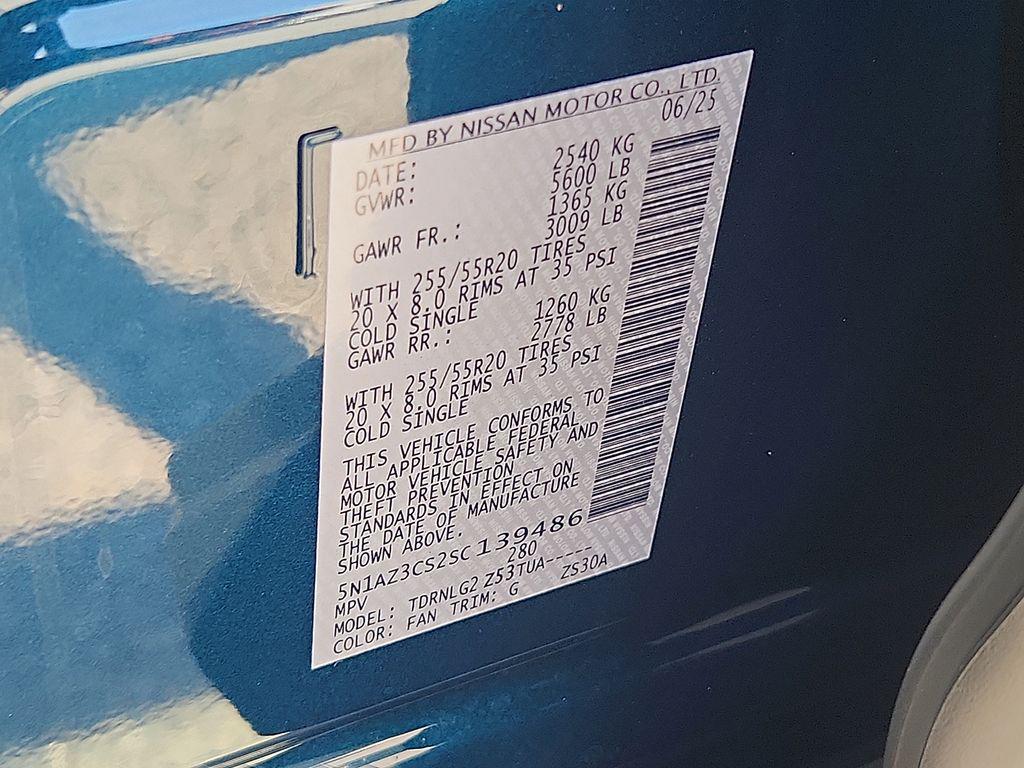 MFD BY NISSAN MOTOR CO., LTD.
DATE: 06/25
GVWR: 2540 KG
5600 LB
GAWR FR.: 1365 KG
3009 LB
WITH 255/55R20 TIRES
20 X 8.0 RIMS AT 35 PSI
COLD SINGLE
GAWR RR.: 1260 KG
2778 LB
WITH 255/55R20 TIRES
20 X 8.0 RIMS AT 35 PSI
COLD SINGLE
THIS VEHICLE CONFORMS TO
ALL APPLICABLE FEDERAL
MOTOR VEHICLE SAFETY AND
THEFT PREVENTION
STANDARDS IN EFFECT ON
THE DATE OF MANUFACTURE
SHOWN ABOVE.
5N1AZ3CS2SC139486
MPV 280
MODEL: TDRNLG2 Z53TUA-----
COLOR: FAN TRIM: G ZS30A